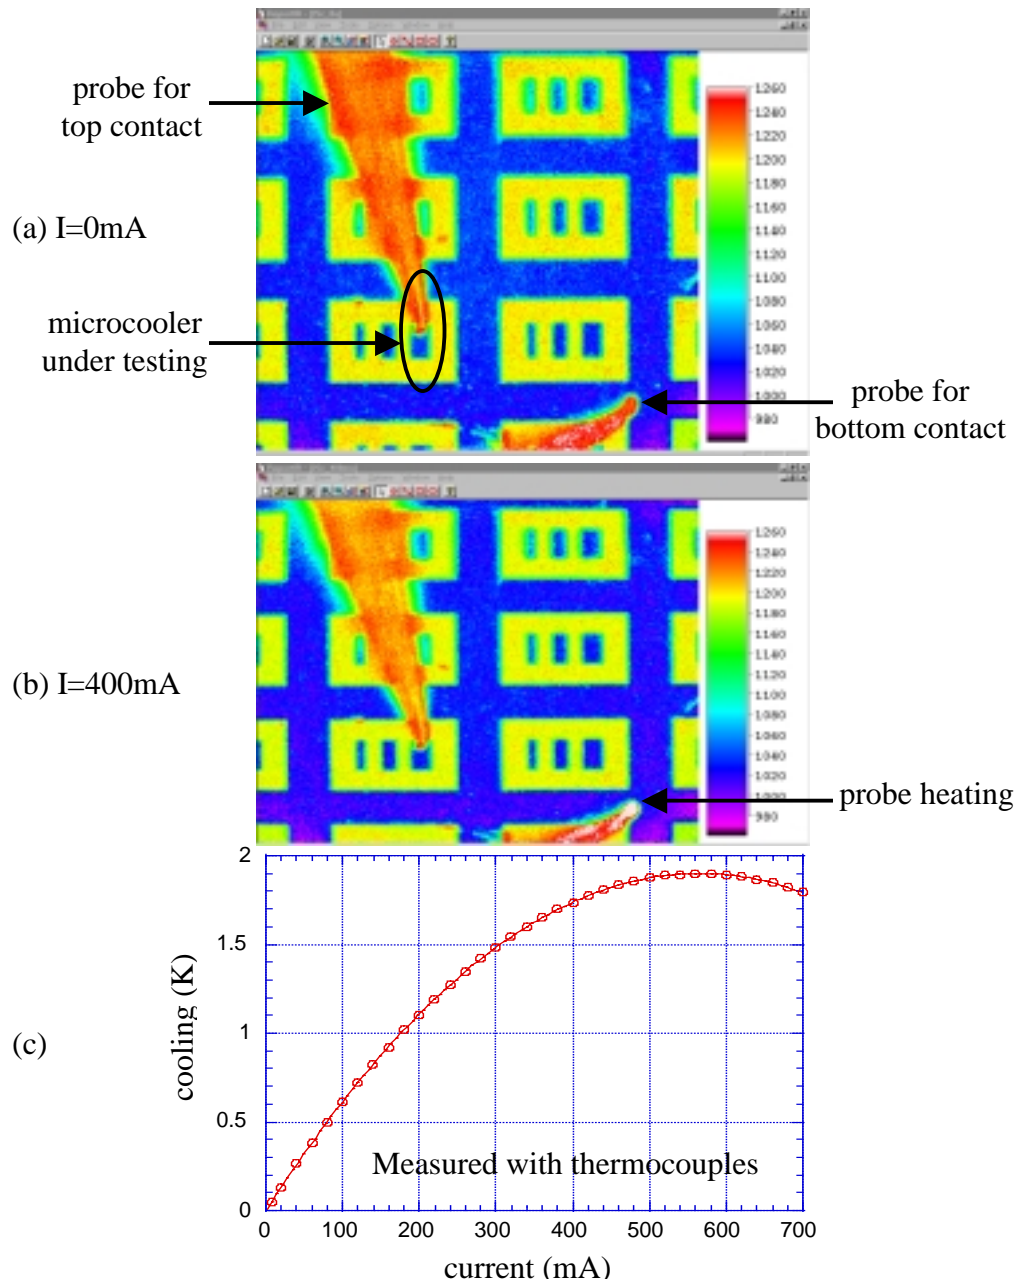 probe for
top contact
(a) I=0mA
microcooler
under testing
probe for
bottom contact
1260
1240
1220
1200
1180
1160
1140
1120
1100
1080
1060
1040
1020
1000
980
(b) I=400mA
probe heating
1260
1240
1220
1200
1180
1160
1140
1120
1100
1080
1060
1040
1020
1000
980
(c)
cooling (K)
2
1.5
1
0.5
0
Measured with thermocouples
0 100 200 300 400 500 600 700
current (mA)